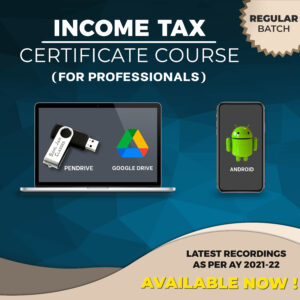 INCOME TAX
CERTIFICATE COURSE
(FOR PROFESSIONALS)
REGULAR
BATCH
PENDRIVE
GOOGLE DRIVE
ANDROID
LATEST RECORDINGS
AS PER AY 2021-22
AVAILABLE NOW !